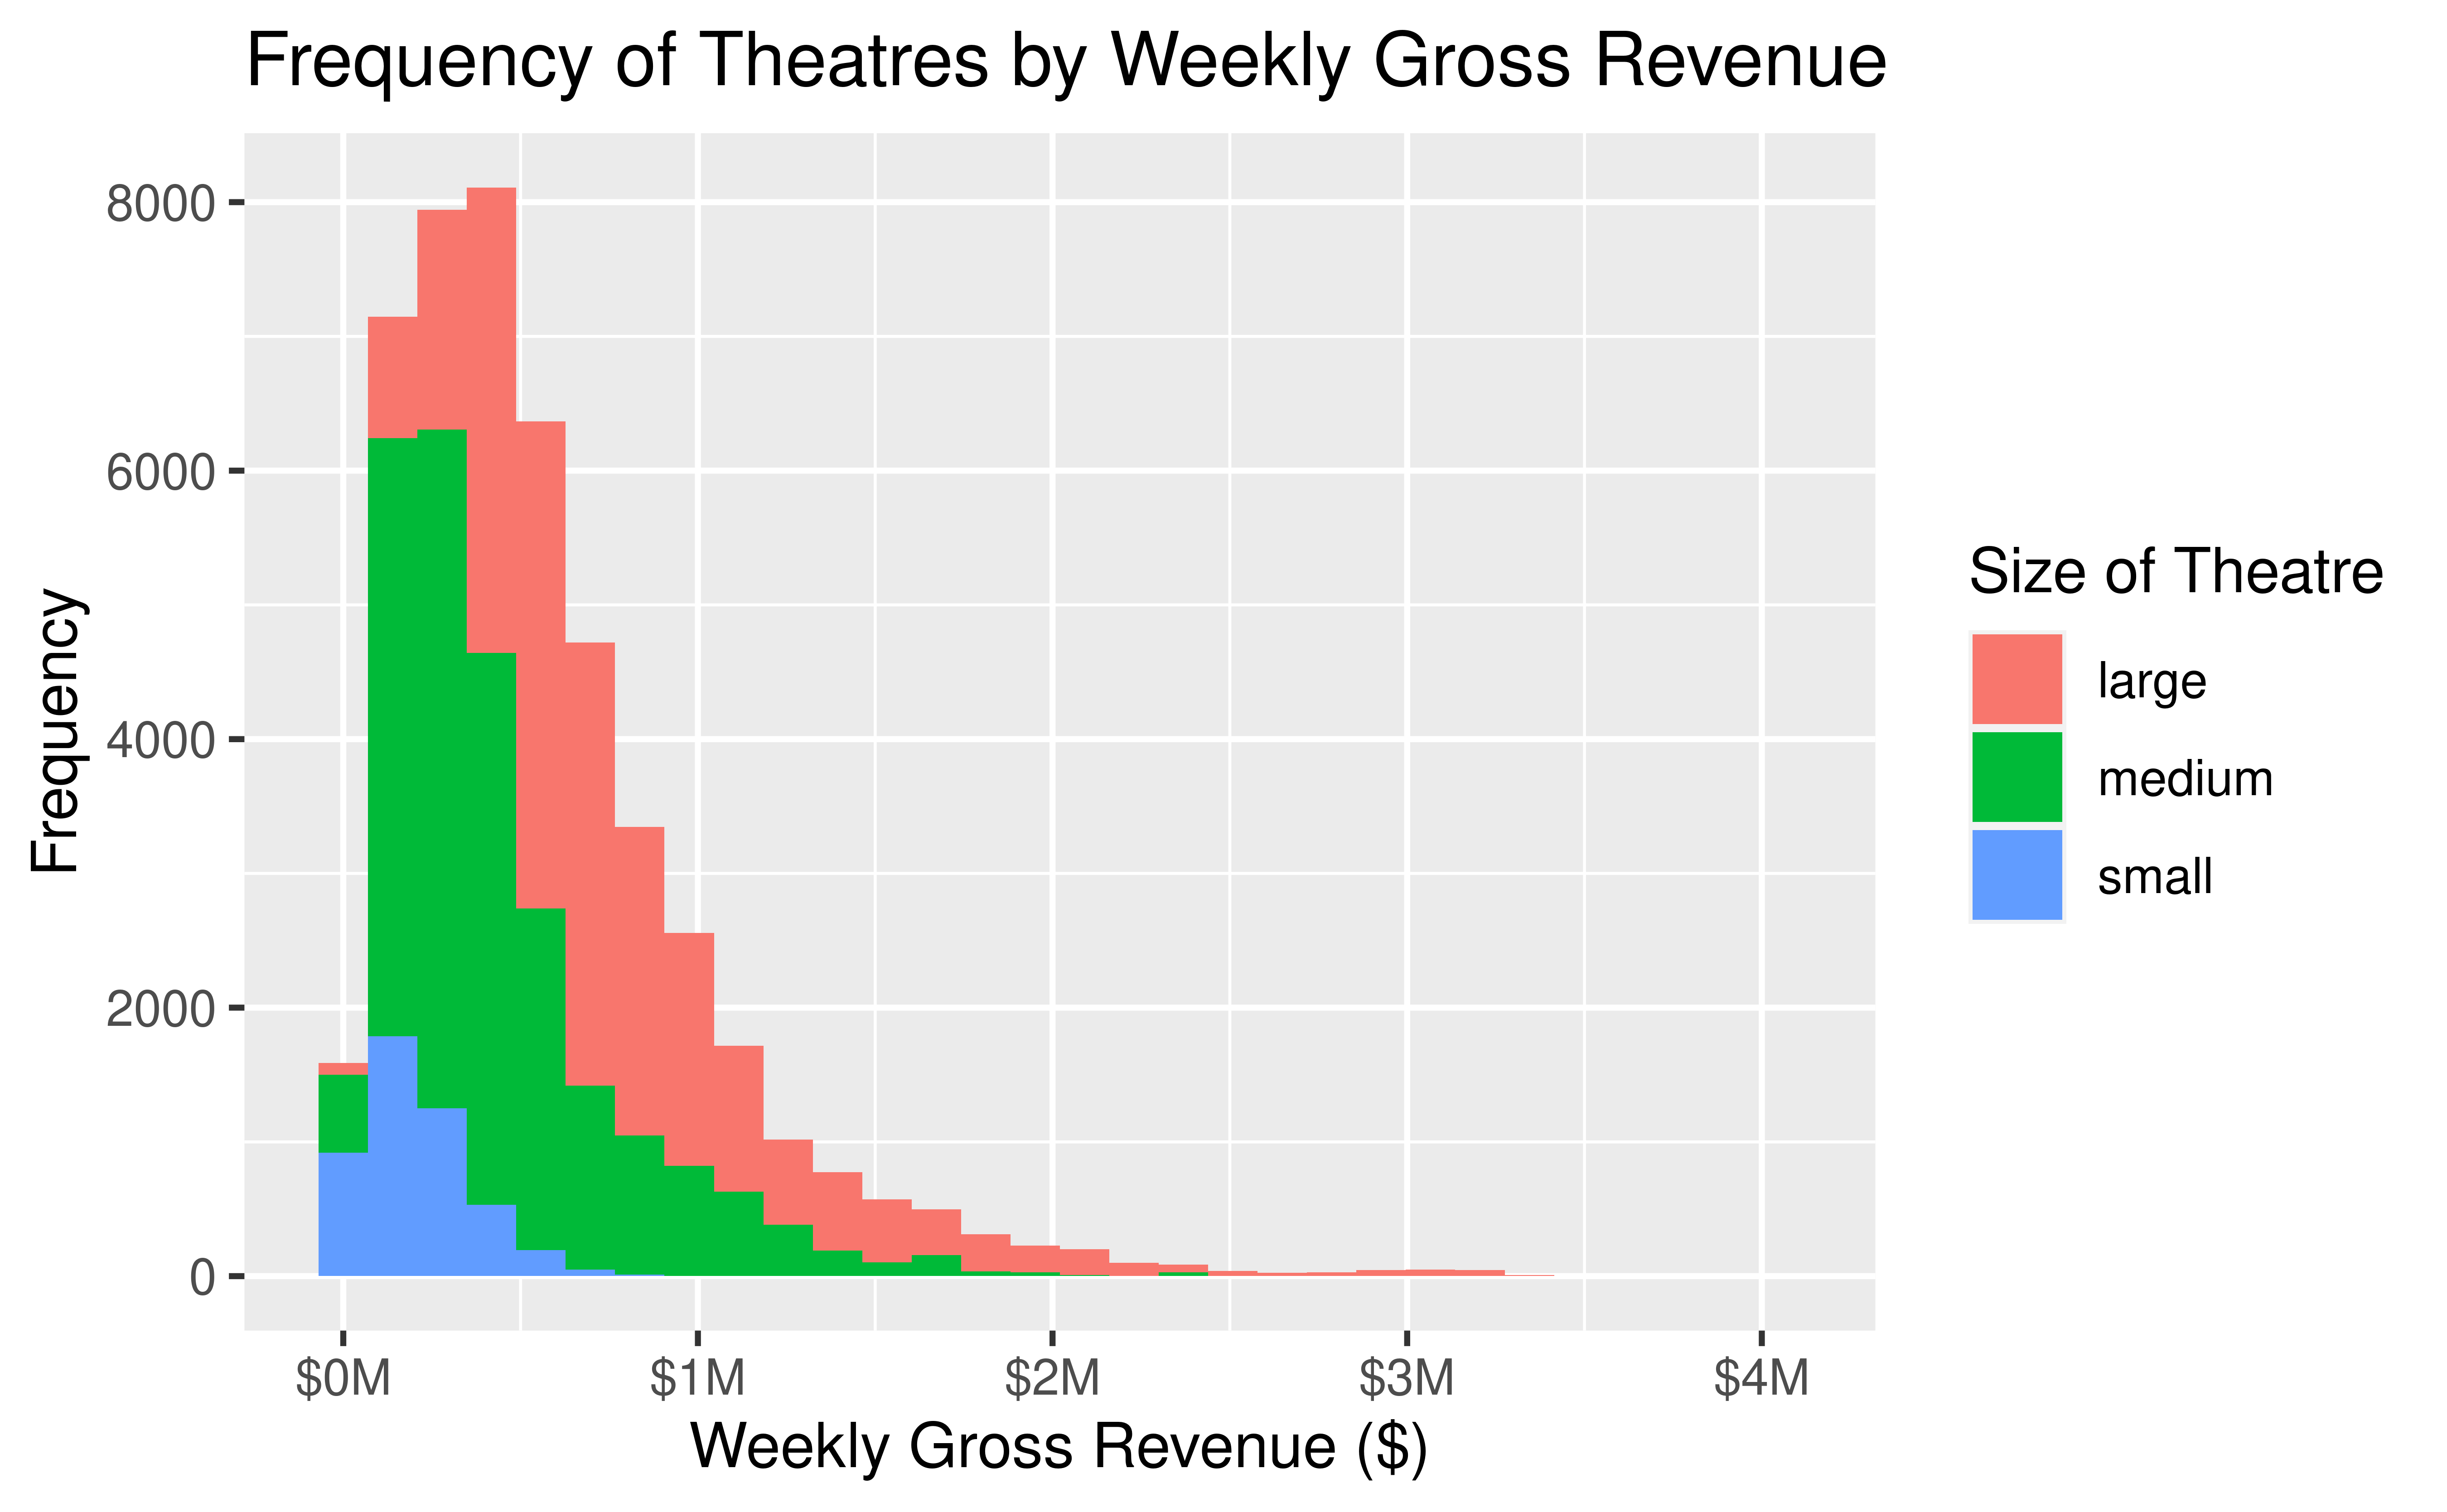 Frequency of Theatres by Weekly Gross Revenue
8000
6000
4000
2000
0
Frequency
$0M $1M $2M $3M $4M
Weekly Gross Revenue ($)
Size of Theatre
large
medium
small